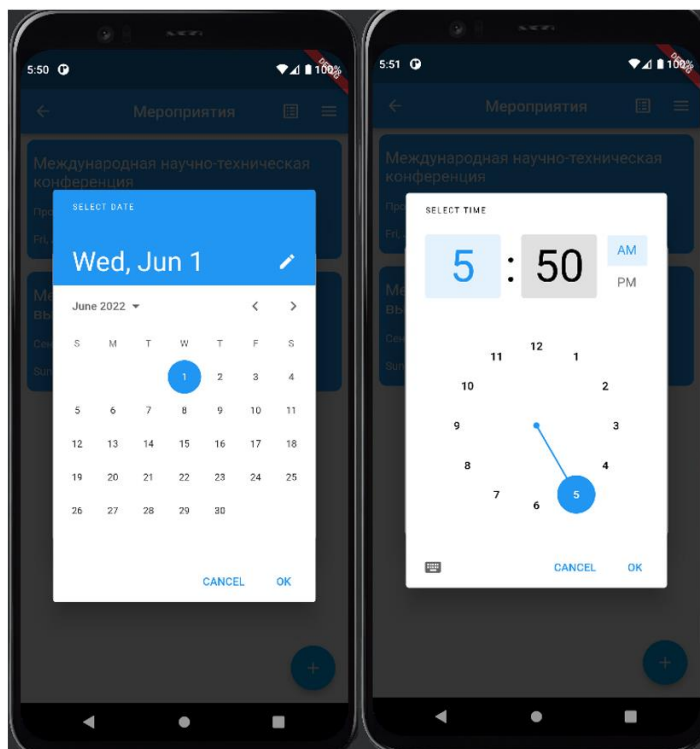 5:50
100%
DEBUG
Мероприятия
Международная научно-техническая
конференция
SELECT DATE
Wed, Jun 1
June 2022
S M T W T F S
1 2 3 4
5 6 7 8 9 10 11
12 13 14 15 16 17 18
19 20 21 22 23 24 25
26 27 28 29 30
CANCEL OK
+
5:51
100%
DEBUG
Мероприятия
Международная научно-техническая
конференция
SELECT TIME
5 : 50
AM
PM
12
11 1
10 2
9 3
8 4
7 5
6
CANCEL OK
+